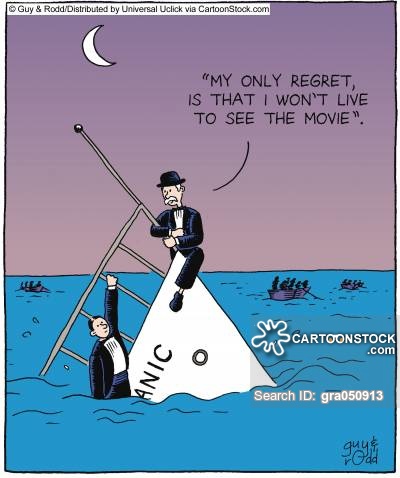 © Guy & Rodd/Distributed by Universal Uclick via CartoonStock.com
"MY ONLY REGRET,
IS THAT I WON'T LIVE
TO SEE THE MOVIE".
ANIC
CARTOONSTOCK
.com
Search ID: gra050913
guy &
rodd